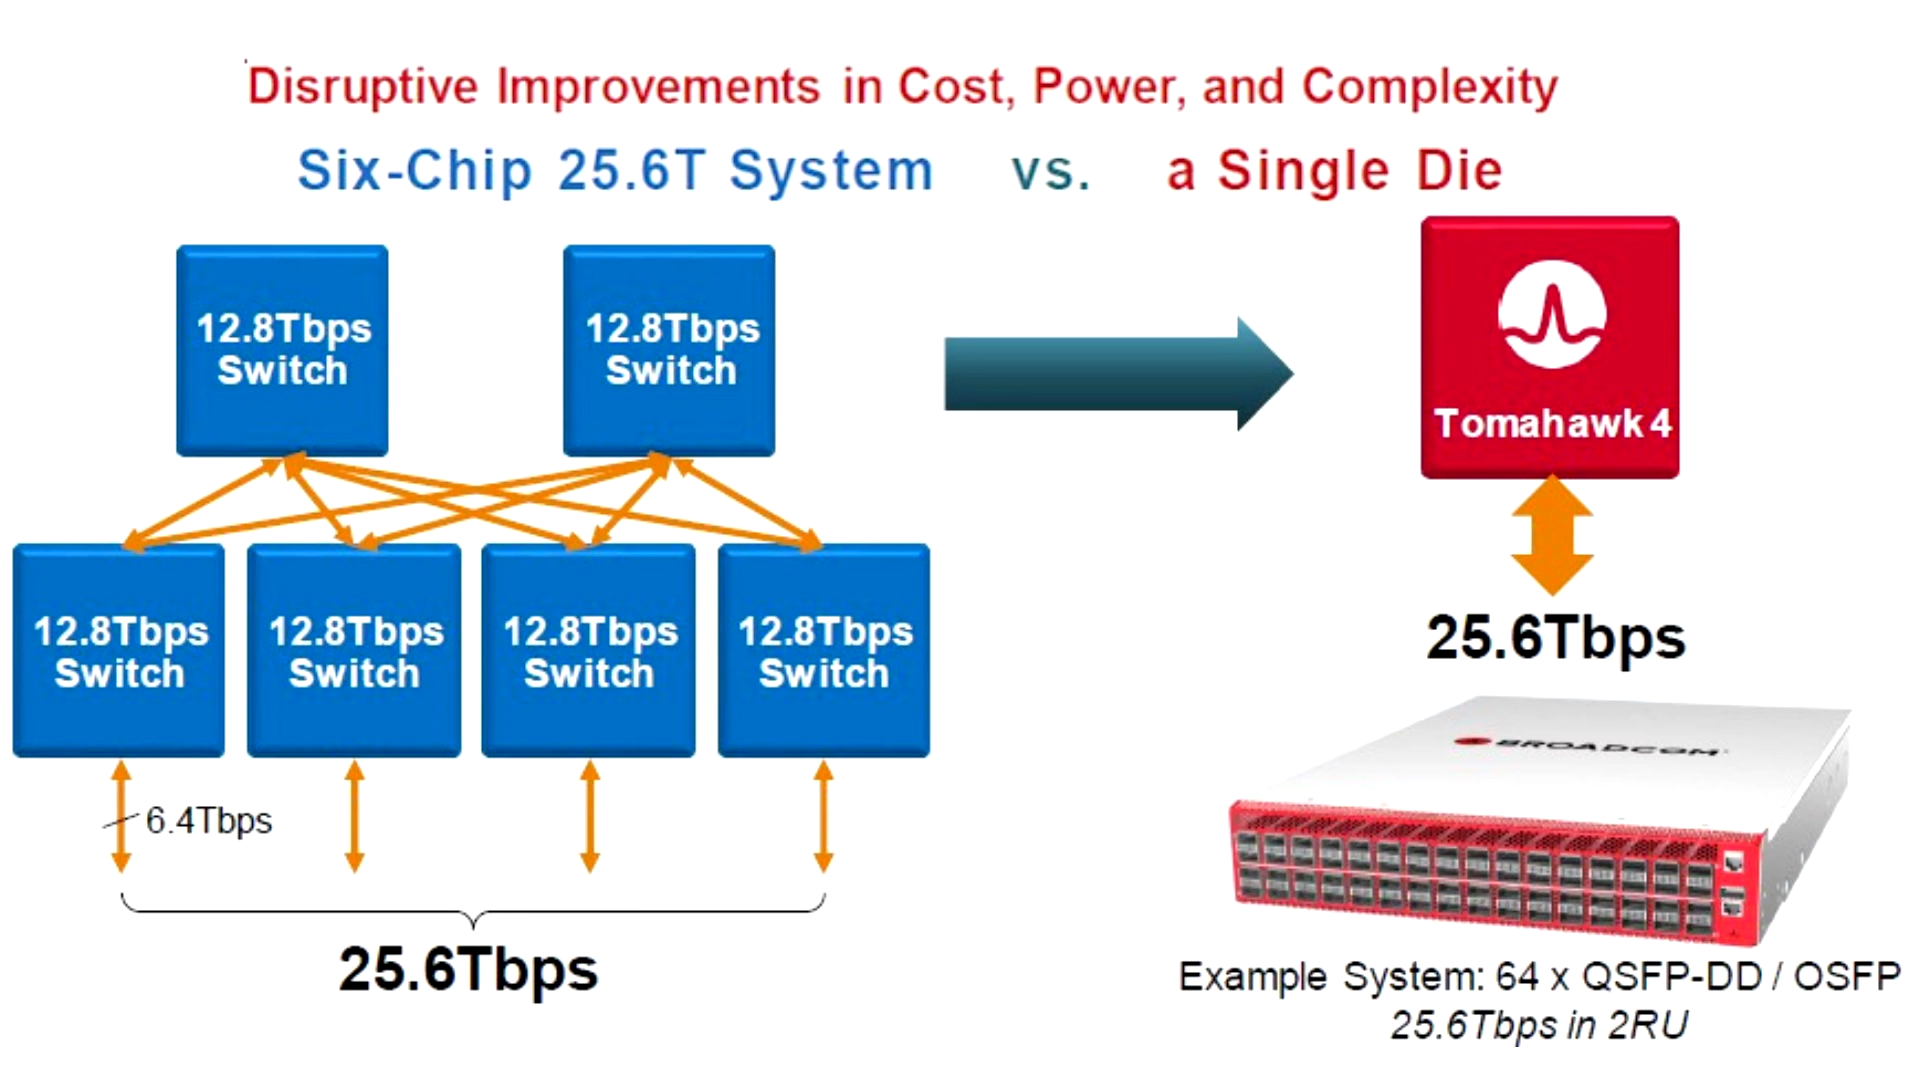 Disruptive Improvements in Cost, Power, and Complexity
Six-Chip 25.6T System vs. a Single Die
12.8Tbps
Switch
12.8Tbps
Switch
Tomahawk 4
12.8Tbps
Switch
12.8Tbps
Switch
12.8Tbps
Switch
12.8Tbps
Switch
25.6Tbps
BROADCOM
6.4Tbps
25.6Tbps
Example System: 64 x QSFP-DD / OSFP
25.6Tbps in 2RU